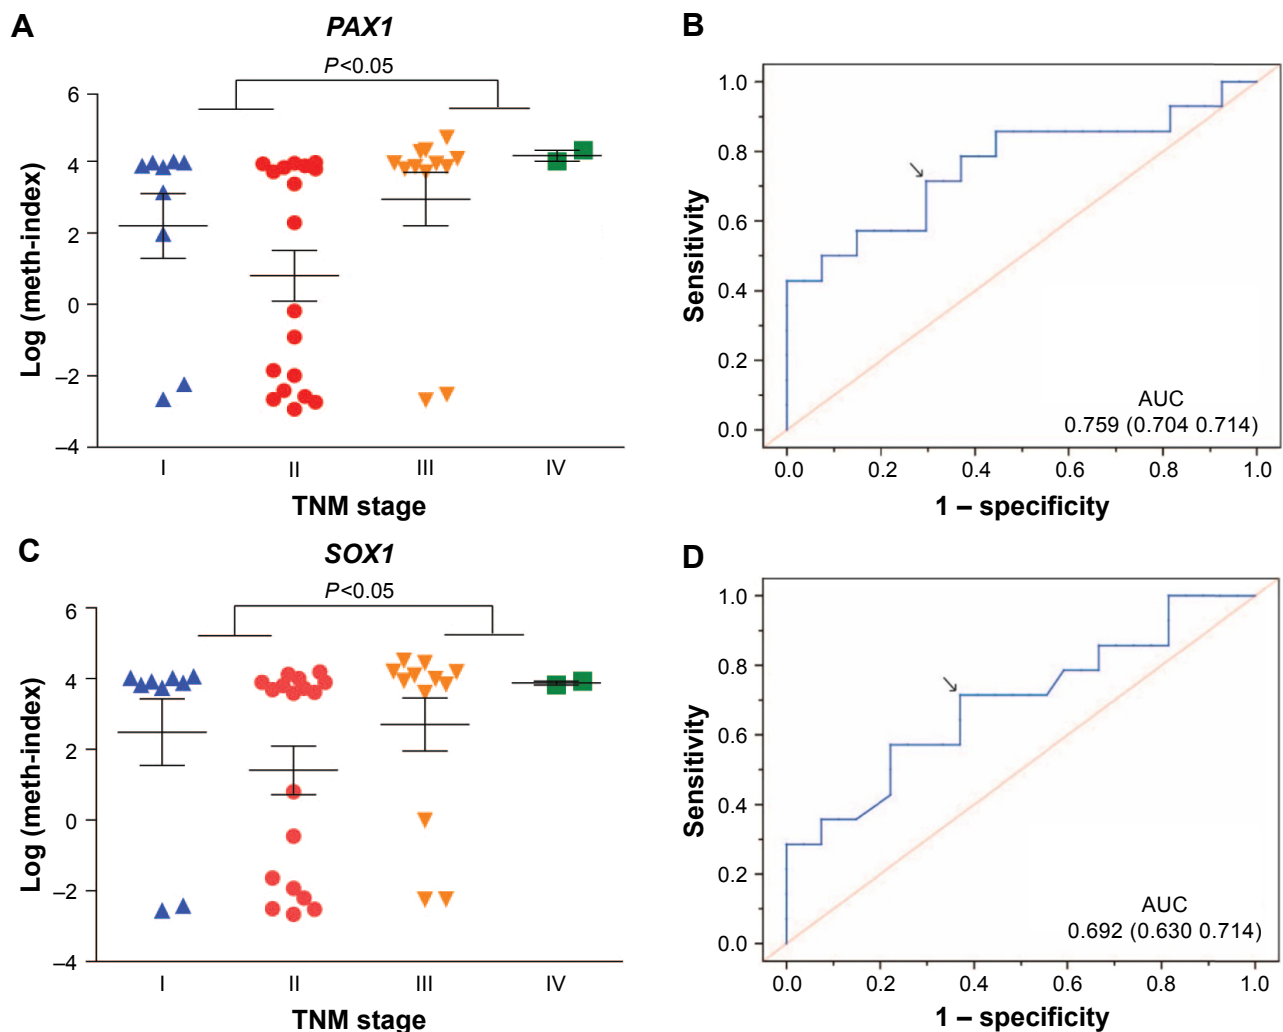 A
PAX1
P<0.05
6
4
2
0
–2
–4
Log (meth-index)
I
II
III
IV
TNM stage
B
1.0
0.8
0.6
0.4
0.2
0.0
Sensitivity
AUC
0.759 (0.704 0.714)
0.0
0.2
0.4
0.6
0.8
1.0
1 – specificity
C
SOX1
P<0.05
6
4
2
0
–2
–4
Log (meth-index)
I
II
III
IV
TNM stage
D
1.0
0.8
0.6
0.4
0.2
0.0
Sensitivity
AUC
0.692 (0.630 0.714)
0.0
0.2
0.4
0.6
0.8
1.0
1 – specificity